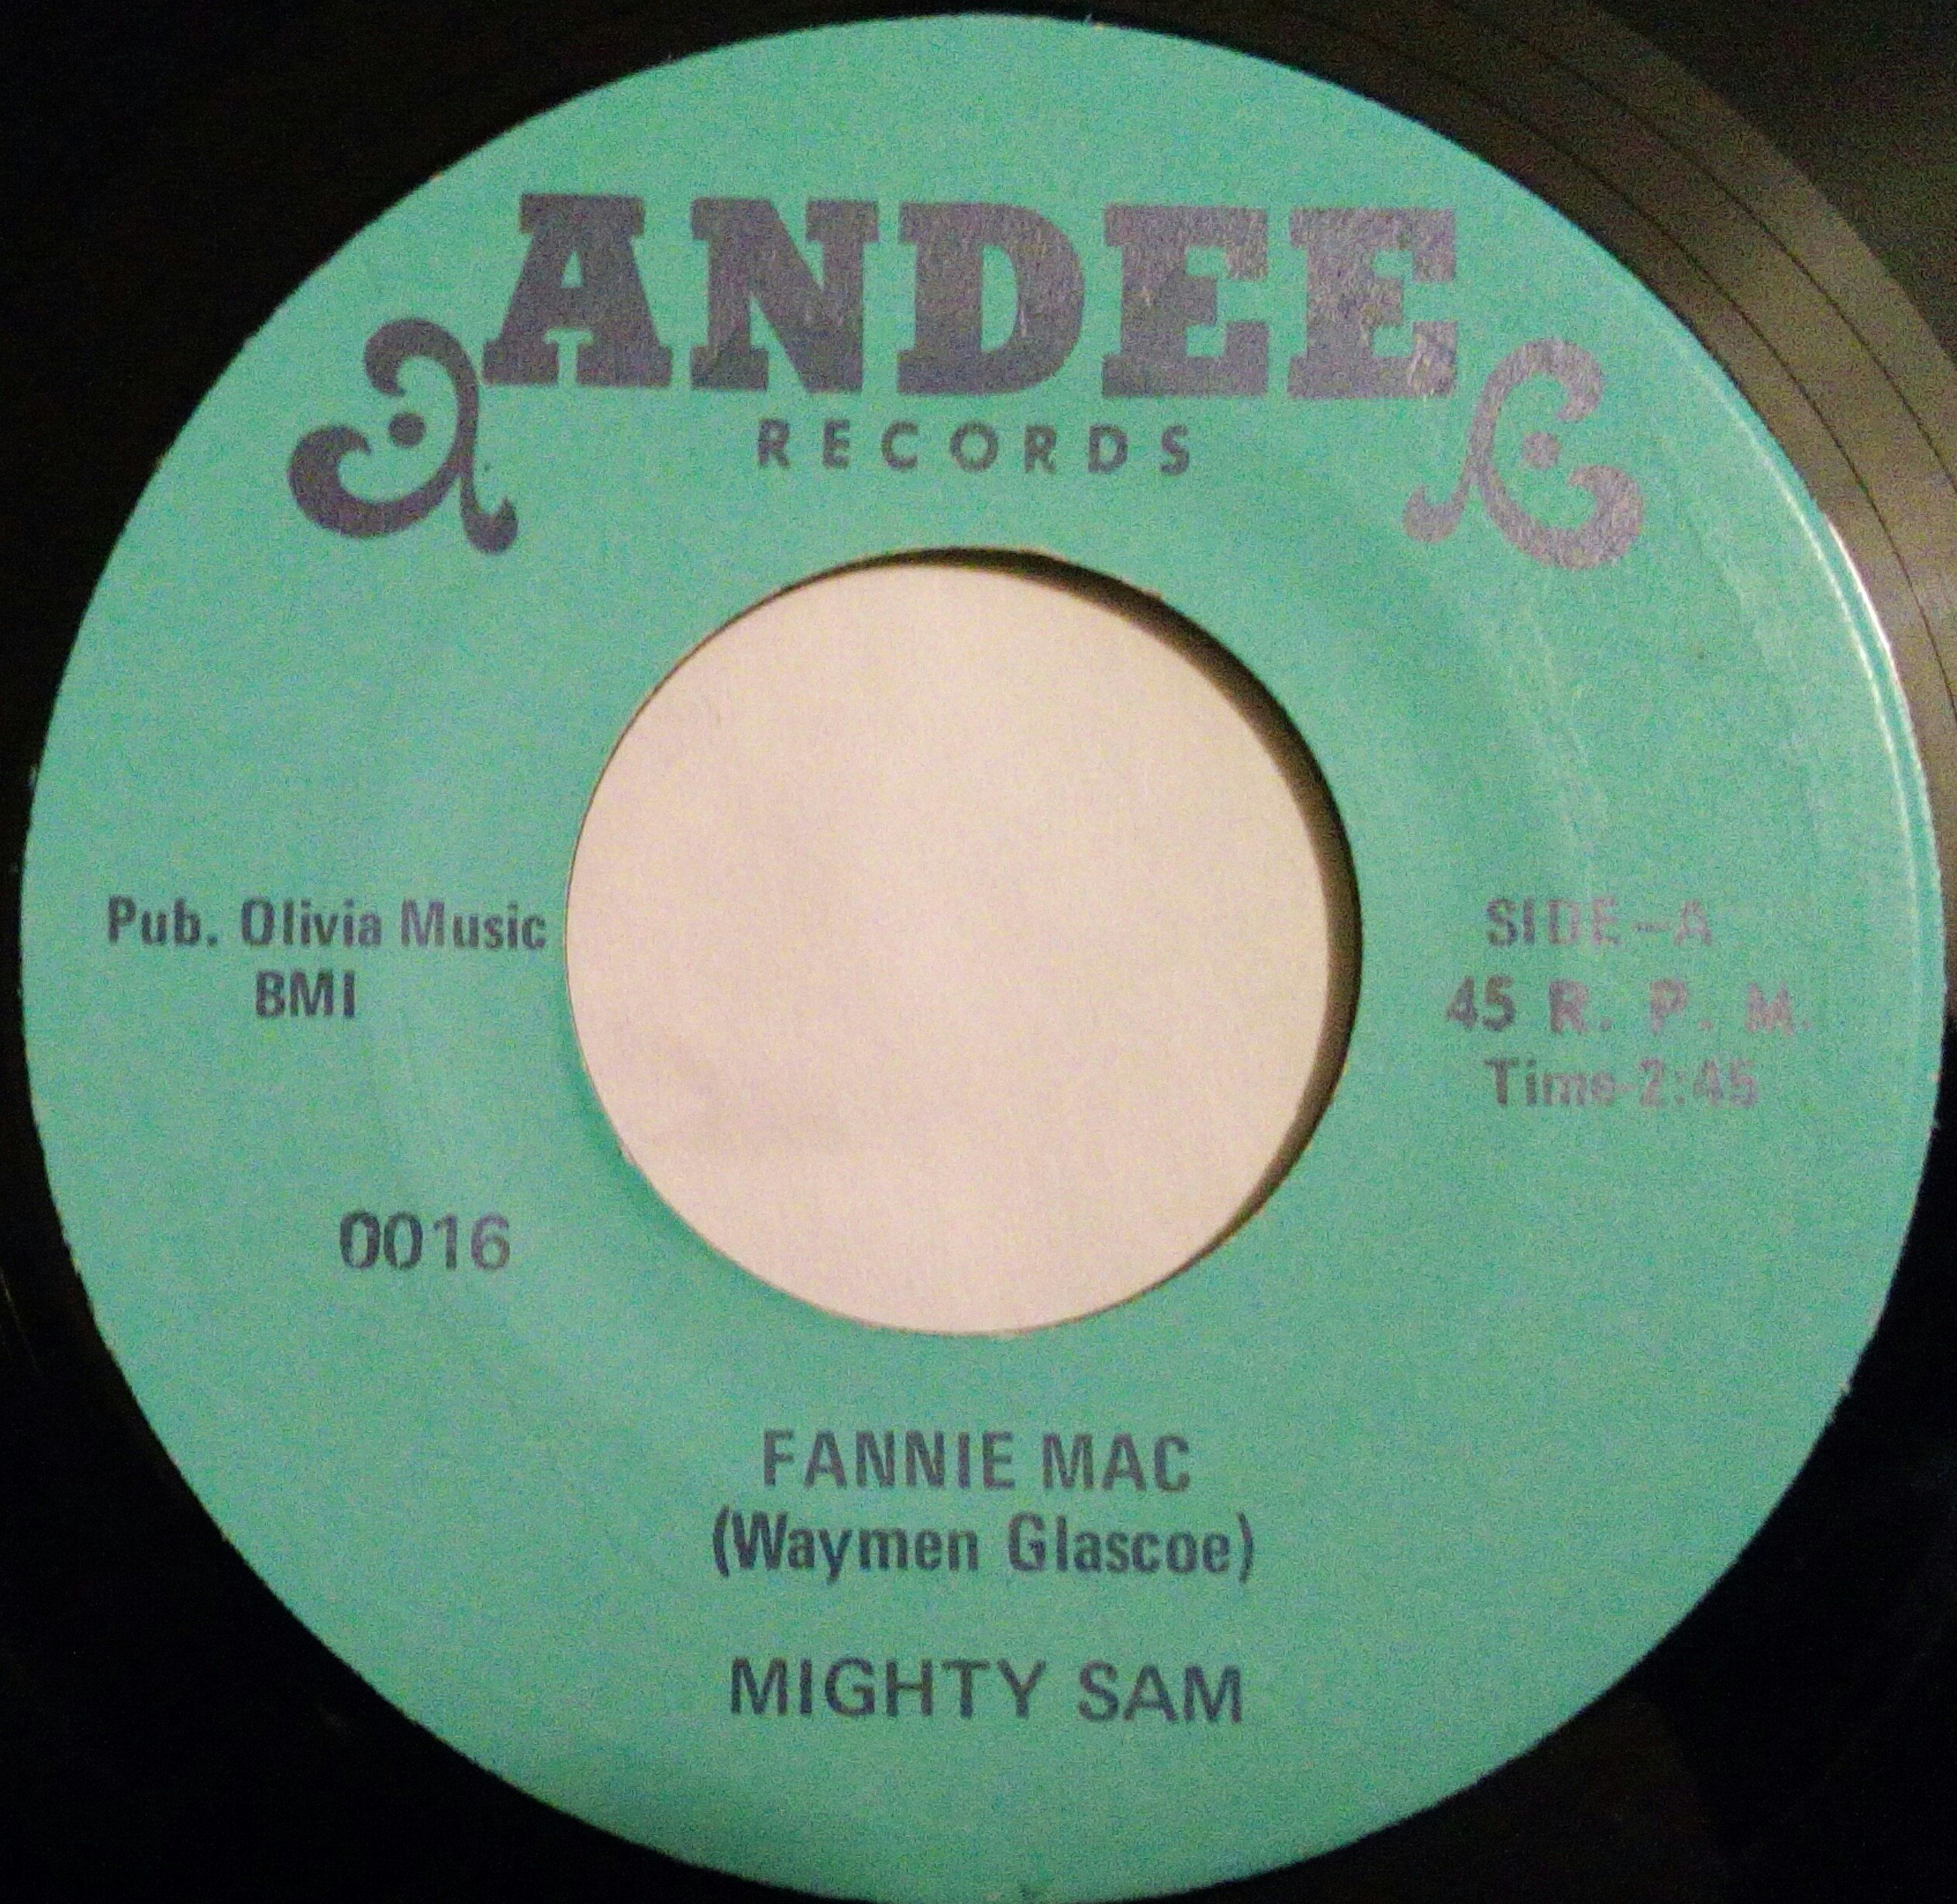 ANDEE
RECORDS
Pub. Olivia Music
BMI
SIDE-A
45 R. P. M.
Time-2:45
0016
FANNIE MAC
(Waymen Glascoe)
MIGHTY SAM